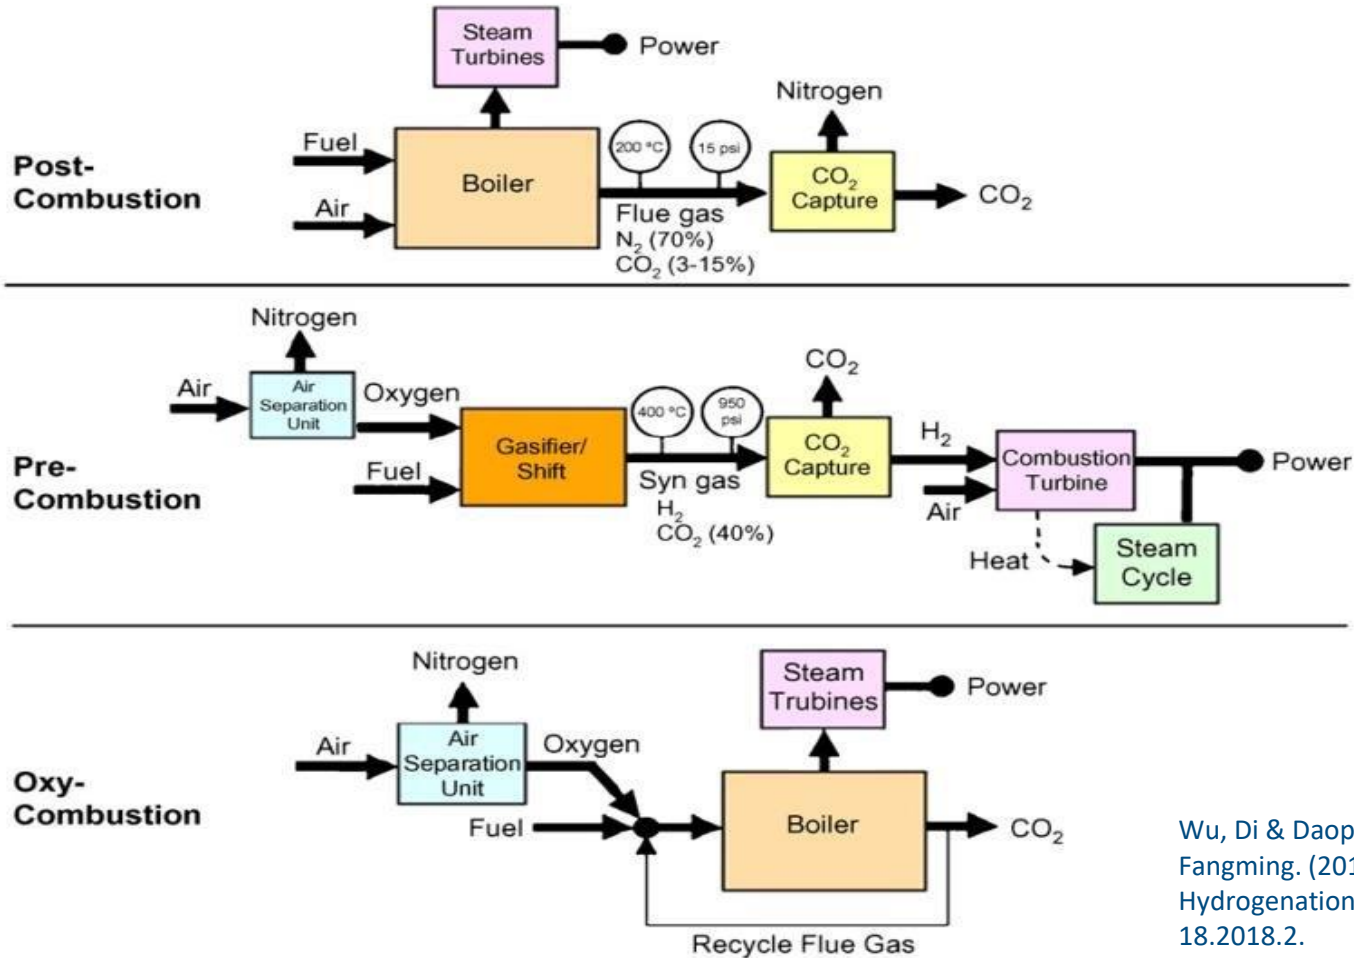 Post-
Combustion
Fuel
Air
Boiler
Steam
Turbines
Power
200 ºC
15 psi
Flue gas
N₂ (70%)
CO₂ (3-15%)
Nitrogen
CO₂
Capture
CO₂
Pre-
Combustion
Air
Nitrogen
Air
Separation
Unit
Oxygen
Fuel
Gasifier/
Shift
400 ºC
950
psi
Syn gas
H₂
CO₂ (40%)
CO₂
CO₂
Capture
H₂
Air
Combustion
Turbine
Power
Heat
Steam
Cycle
Oxy-
Combustion
Air
Nitrogen
Air
Separation
Unit
Oxygen
Fuel
Steam
Trubines
Power
Boiler
CO₂
Recycle Flue Gas
Wu, Di & Daop
Fangming. (201
Hydrogenation
18.2018.2.